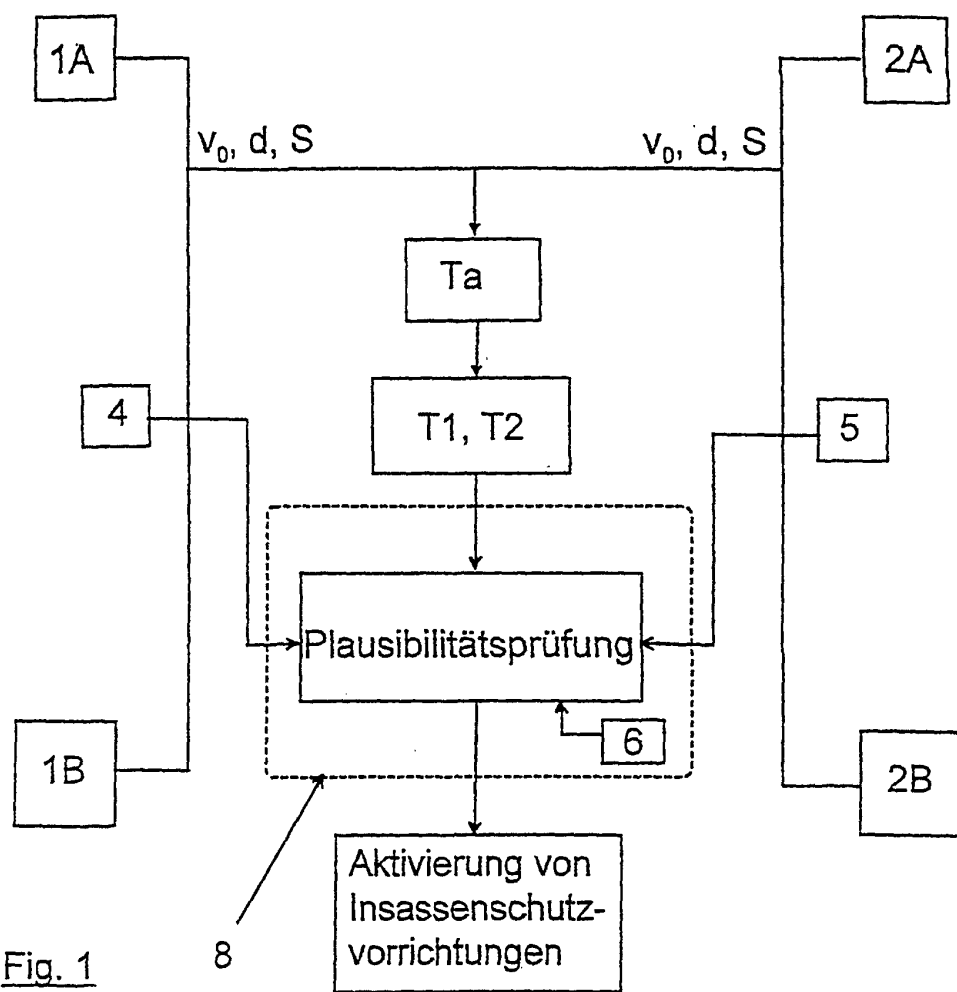 1A
2A
v₀, d, S
v₀, d, S
Ta
4
T1, T2
5
Plausibilitätsprüfung
6
1B
2B
Aktivierung von
Insassenschutz-
vorrichtungen
Fig. 1
8